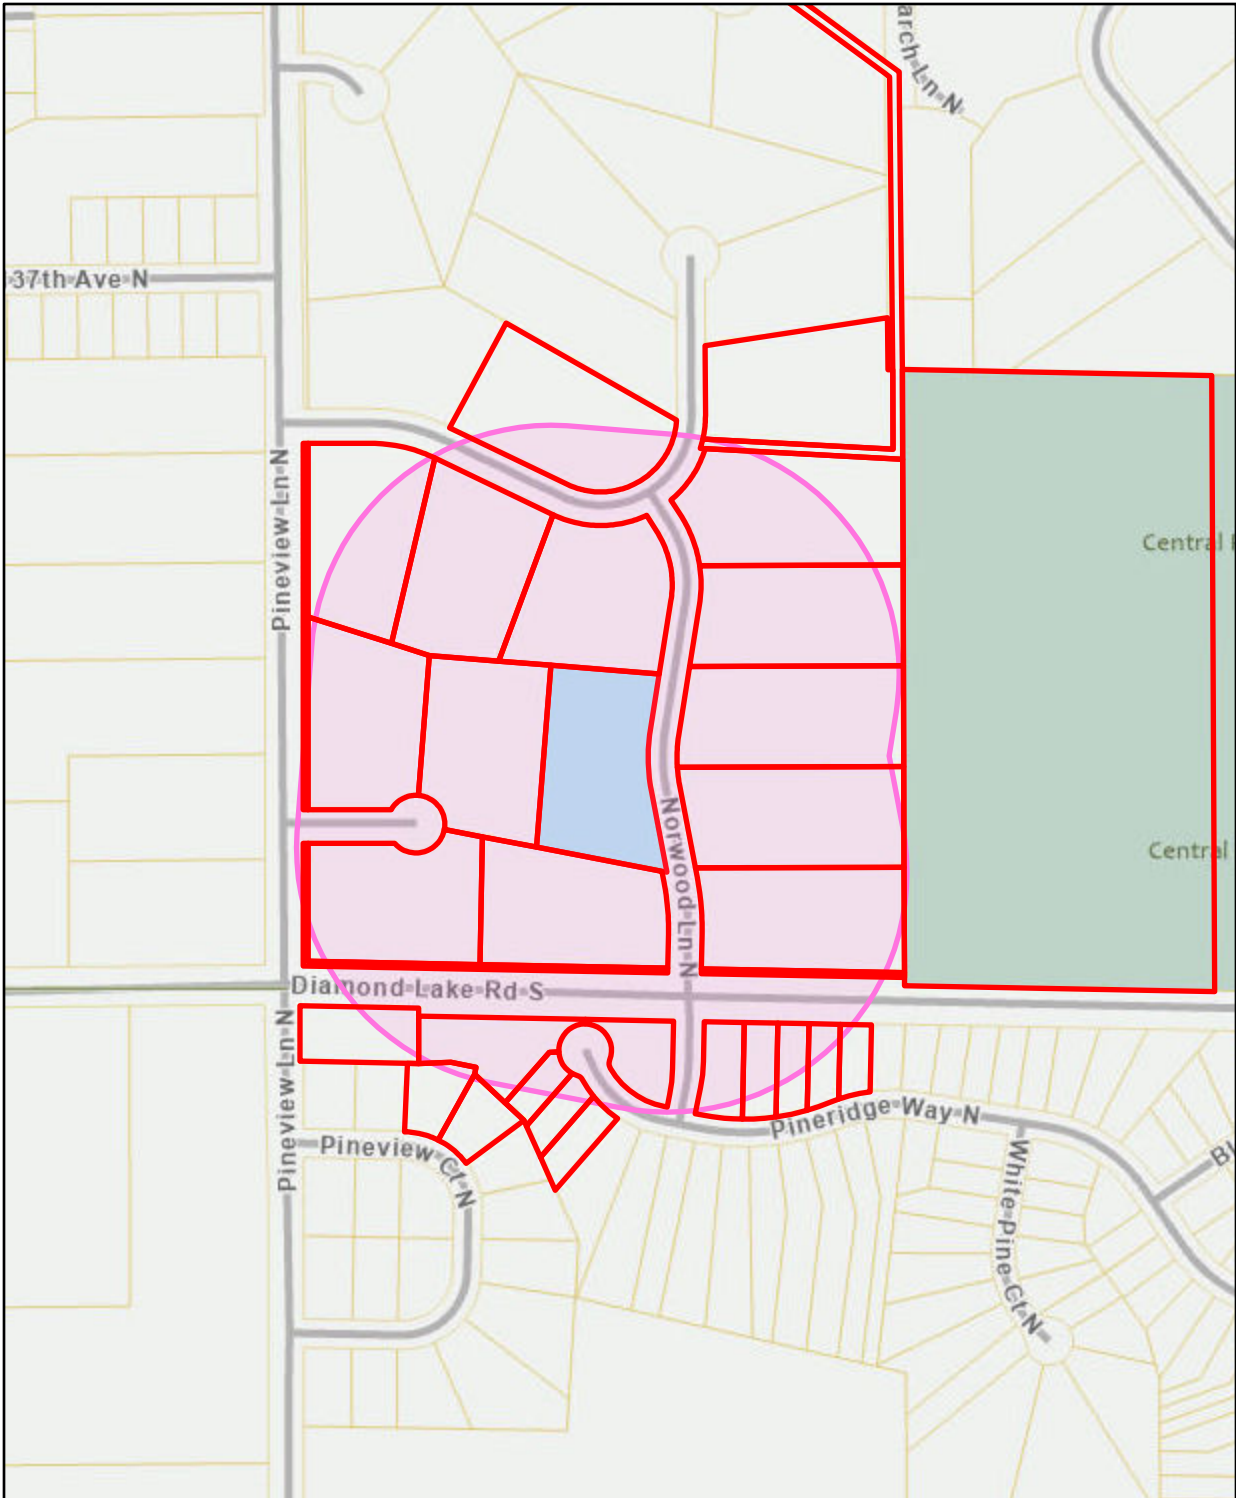 arch Ln N
37th Ave N
Pineview Ln N
Central
Central
Norwood Ln N
Diamond Lake Rd S
Pineview Ln N
Pineridge Way N
Pineview Ct N
White Pine Ct N
Bl